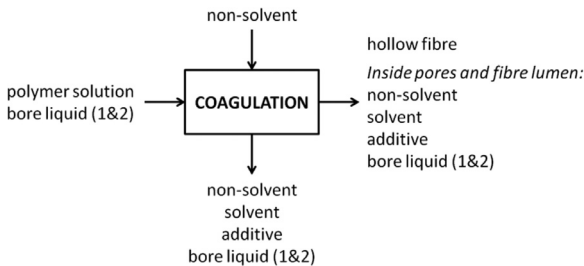 non-solvent
polymer solution
bore liquid (1&2)
COAGULATION
hollow fibre
Inside pores and fibre lumen:
non-solvent
solvent
additive
bore liquid (1&2)
non-solvent
solvent
additive
bore liquid (1&2)